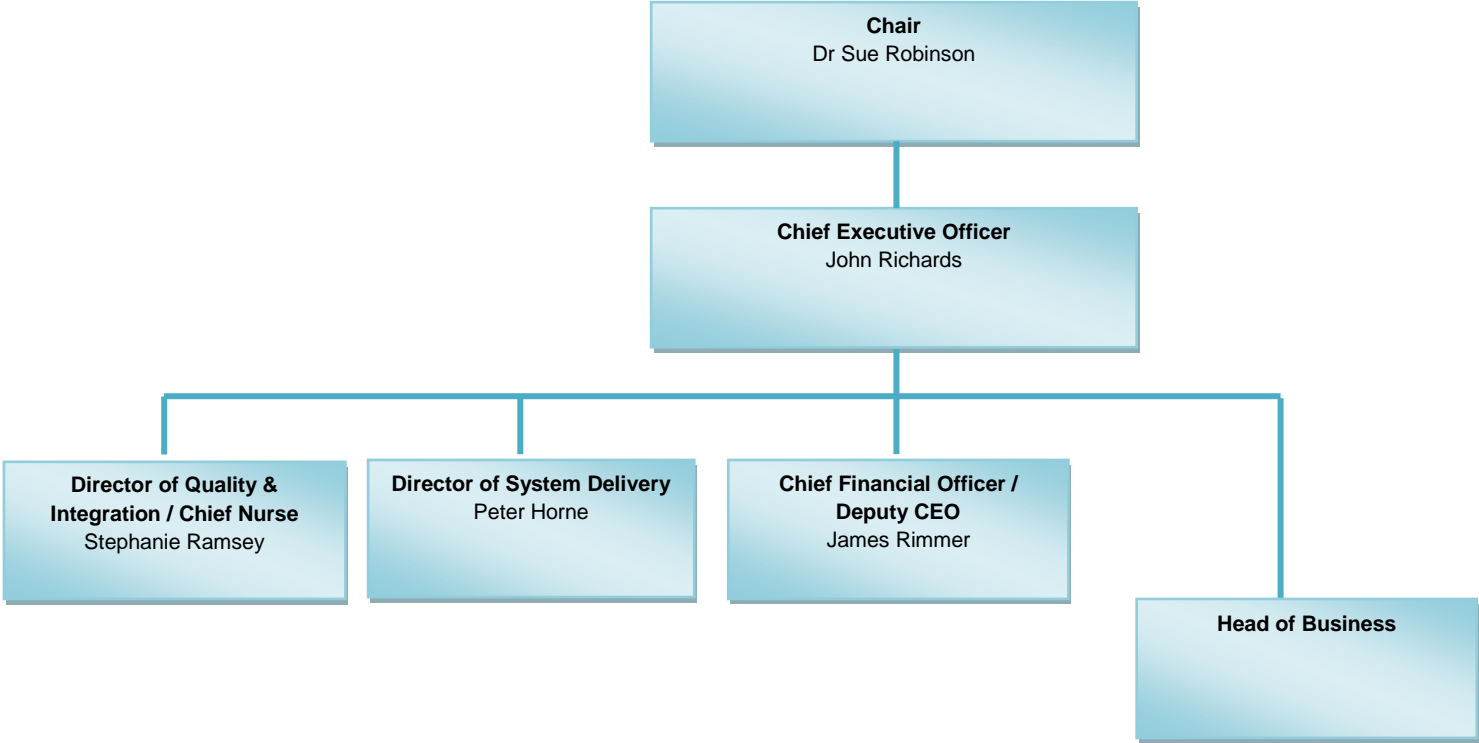 Chair
Dr Sue Robinson
Chief Executive Officer
John Richards
Director of Quality &
Integration / Chief Nurse
Stephanie Ramsey
Director of System Delivery
Peter Horne
Chief Financial Officer /
Deputy CEO
James Rimmer
Head of Business